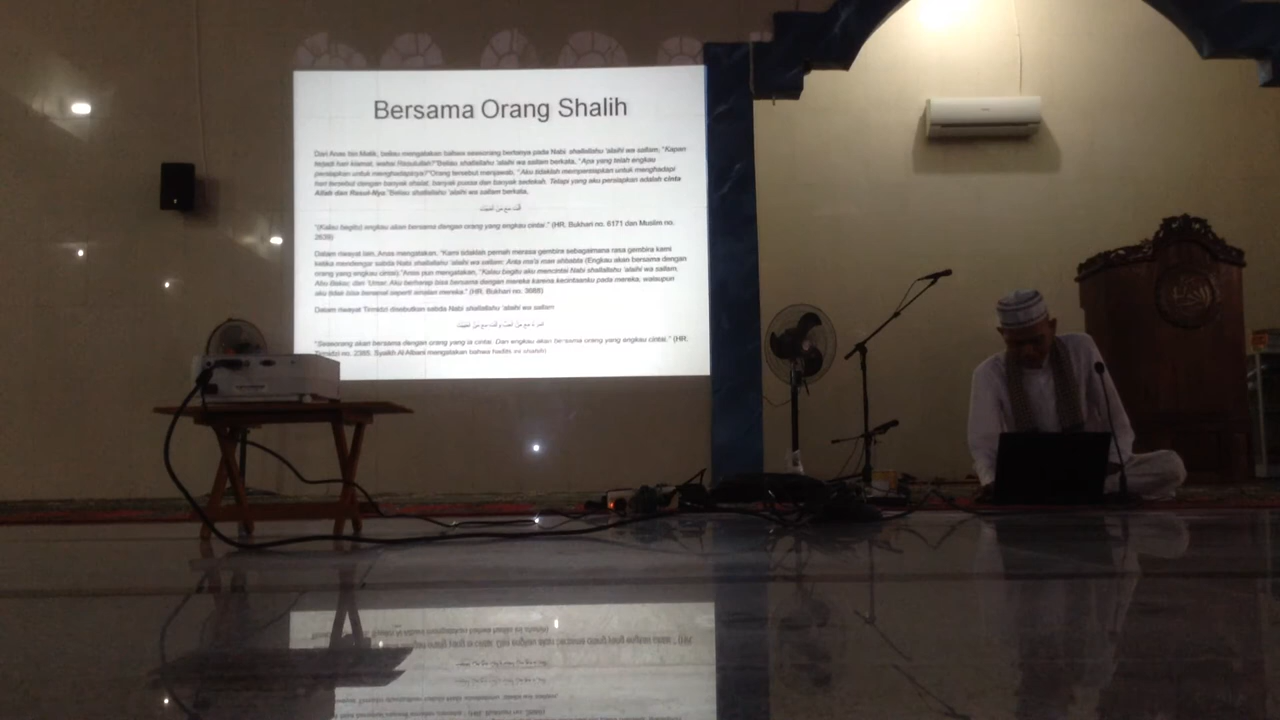 Bersama Orang Shalih
Dari Anas bin Malik, beliau mengatakan bahwa seseorang bertanya pada Nabi shallallahu 'alaihi wa sallam, "Kapan
terjadi hari kiamat, wahai Rasulullah?"Beliau shallallahu 'alaihi wa sallam berkata, "Apa yang telah engkau
persiapkan untuk menghadapinya?"Orang tersebut menjawab, "Aku tidaklah mempersiapkan untuk menghadapi
hari tersebut dengan banyak shalat, banyak puasa dan banyak sedekah. Tetapi yang aku persiapkan adalah cinta
Allah dan Rasul-Nya."Beliau shallallahu 'alaihi wa sallam berkata,
"(Kalau begitu) engkau akan bersama dengan orang yang engkau cintai." (HR. Bukhari no. 6171 dan Muslim no.
2639)
Dalam riwayat lain, Anas mengatakan, "Kami tidaklah pernah merasa gembira sebagaimana rasa gembira kami
ketika mendengar sabda Nabi shallallahu 'alaihi wa sallam: Anta ma'a man ahbabta (Engkau akan bersama dengan
orang yang engkau cintai)."Anas pun mengatakan, "Kalau begitu aku mencintai Nabi shallallahu 'alaihi wa sallam,
Abu Bakar, dan 'Umar. Aku berharap bisa bersama dengan mereka karena kecintaanku pada mereka, walaupun
aku tidak bisa beramal seperti amalan mereka." (HR. Bukhari no. 3688)
Dalam riwayat Tirmidzi disebutkan sabda Nabi shallallahu 'alaihi wa sallam
"Seseorang akan bersama dengan orang yang ia cintai. Dan engkau akan bersama orang yang engkau cintai." (HR.
Tirmidzi no. 2385. Syaikh Al Albani mengatakan bahwa hadits ini shahih)